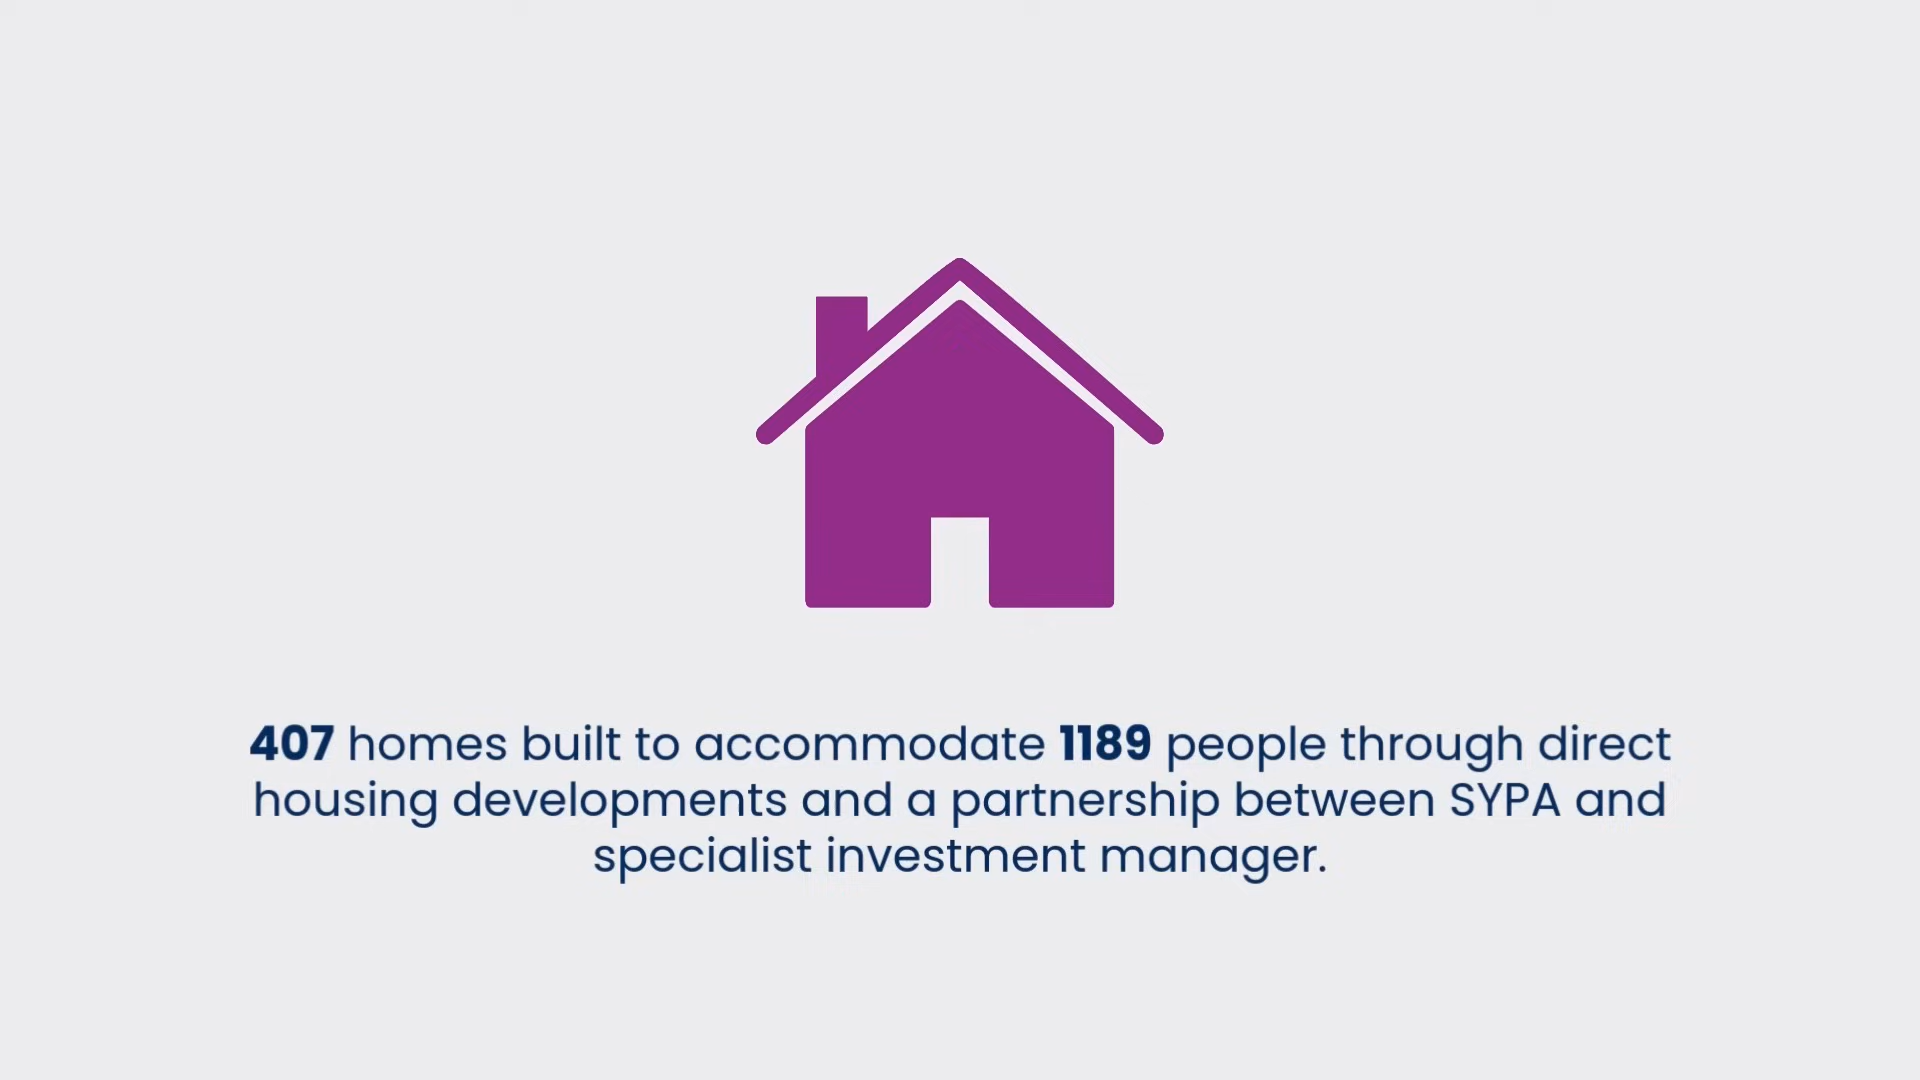 407 homes built to accommodate 1189 people through direct
housing developments and a partnership between SYPA and
specialist investment manager.